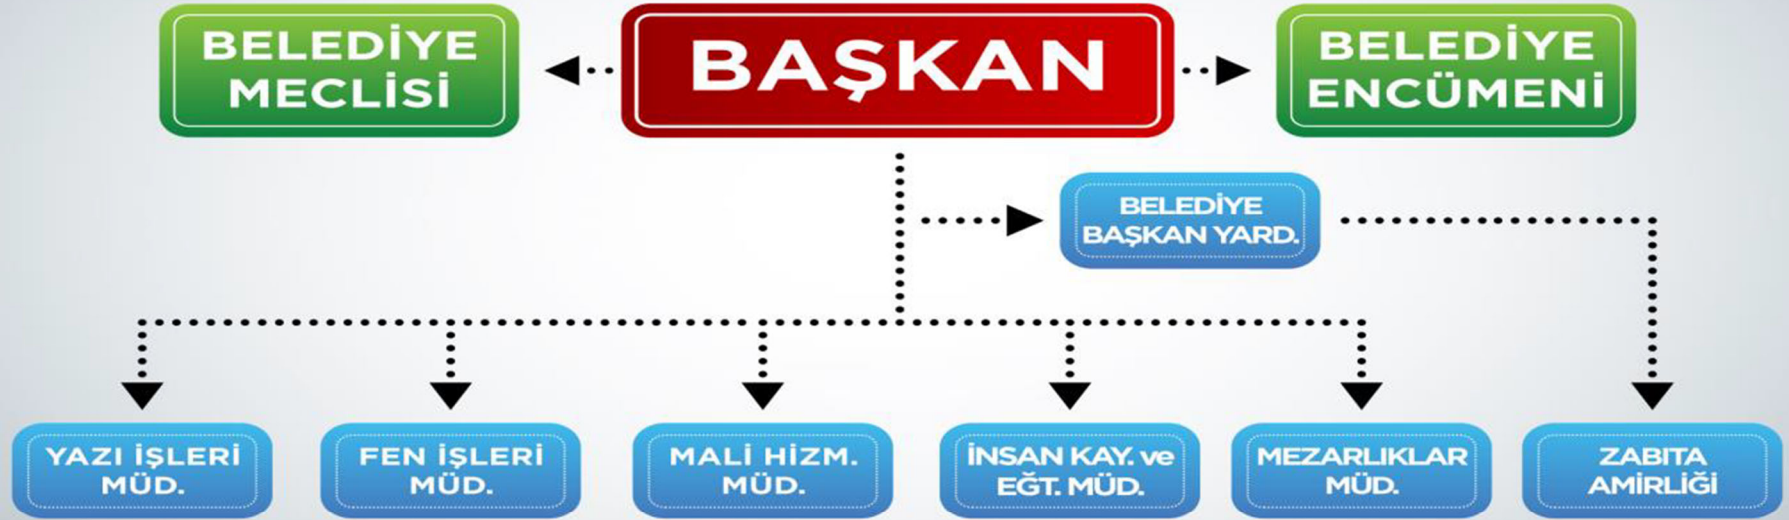 BELEDİYE
MECLİSİ
BAŞKAN
BELEDİYE
ENCÜMENİ
BELEDİYE
BAŞKAN YARD.
YAZI İŞLERİ
MÜD.
FEN İŞLERİ
MÜD.
MALİ HİZM.
MÜD.
İNSAN KAY. ve
EĞT. MÜD.
MEZARLIKLAR
MÜD.
ZABITA
AMİRLİĞİ